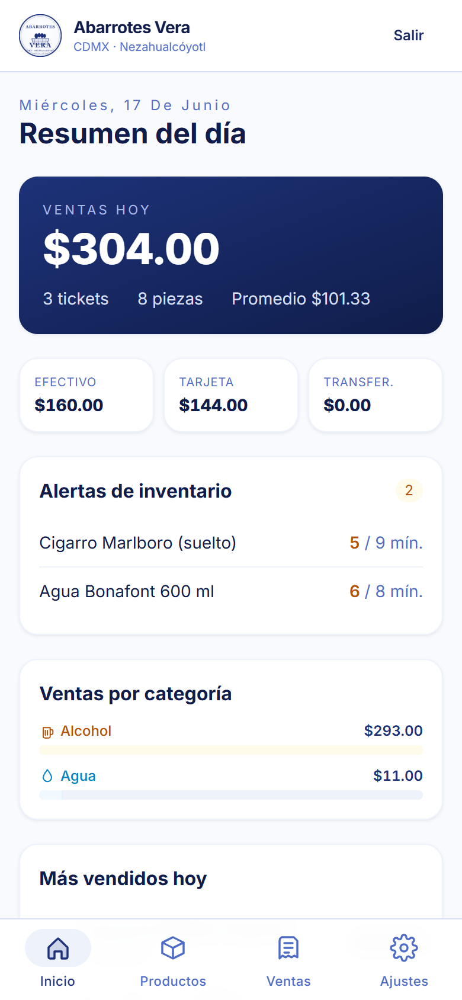 ABARROTES
VERA
Abarrotes Vera
CDMX · Nezahualcóyotl
Salir
Miércoles, 17 De Junio
Resumen del día
VENTAS HOY
$304.00
3 tickets 8 piezas Promedio $101.33
EFECTIVO TARJETA TRANSFER.
$160.00 $144.00 $0.00
Alertas de inventario 2
Cigarro Marlboro (suelto) 5 / 9 mín.
Agua Bonafont 600 ml 6 / 8 mín.
Ventas por categoría
Alcohol $293.00
Agua $11.00
Más vendidos hoy
Inicio Productos Ventas Ajustes